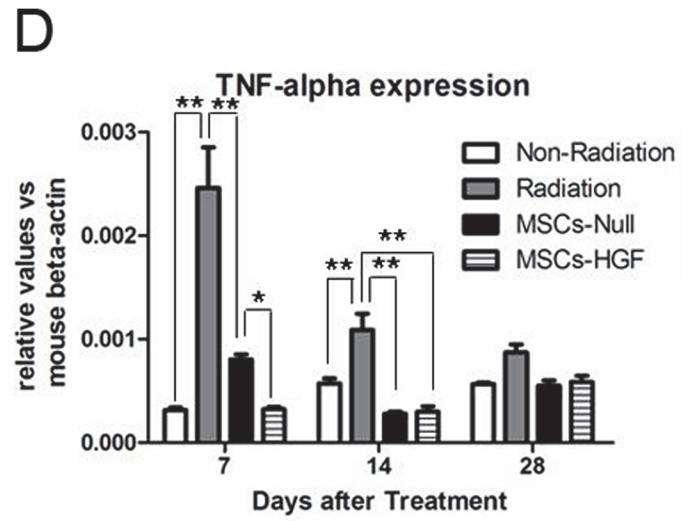 D
TNF-alpha expression
** **
0.003
Non-Radiation
Radiation
MSCs-Null
MSCs-HGF
relative values vs
mouse beta-actin
0.002
**
** **
*
0.001
0.000
7 14 28
Days after Treatment